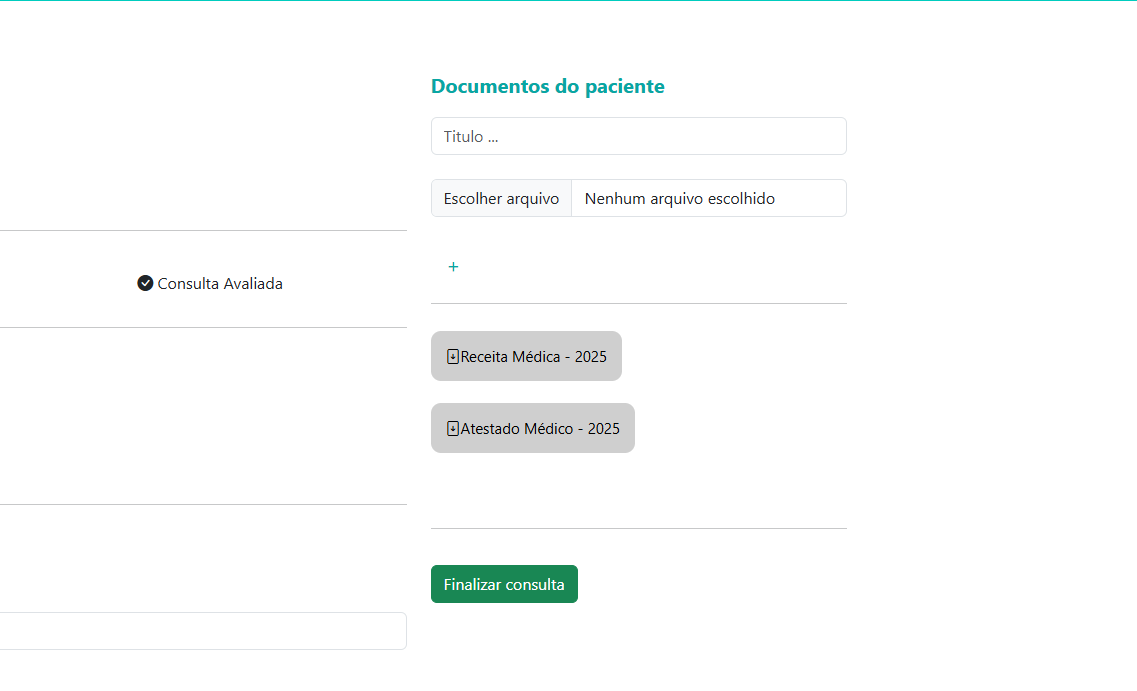 Documentos do paciente
Titulo ...
Escolher arquivo Nenhum arquivo escolhido
+
Consulta Avaliada
Receita Médica - 2025
Atestado Médico - 2025
Finalizar consulta